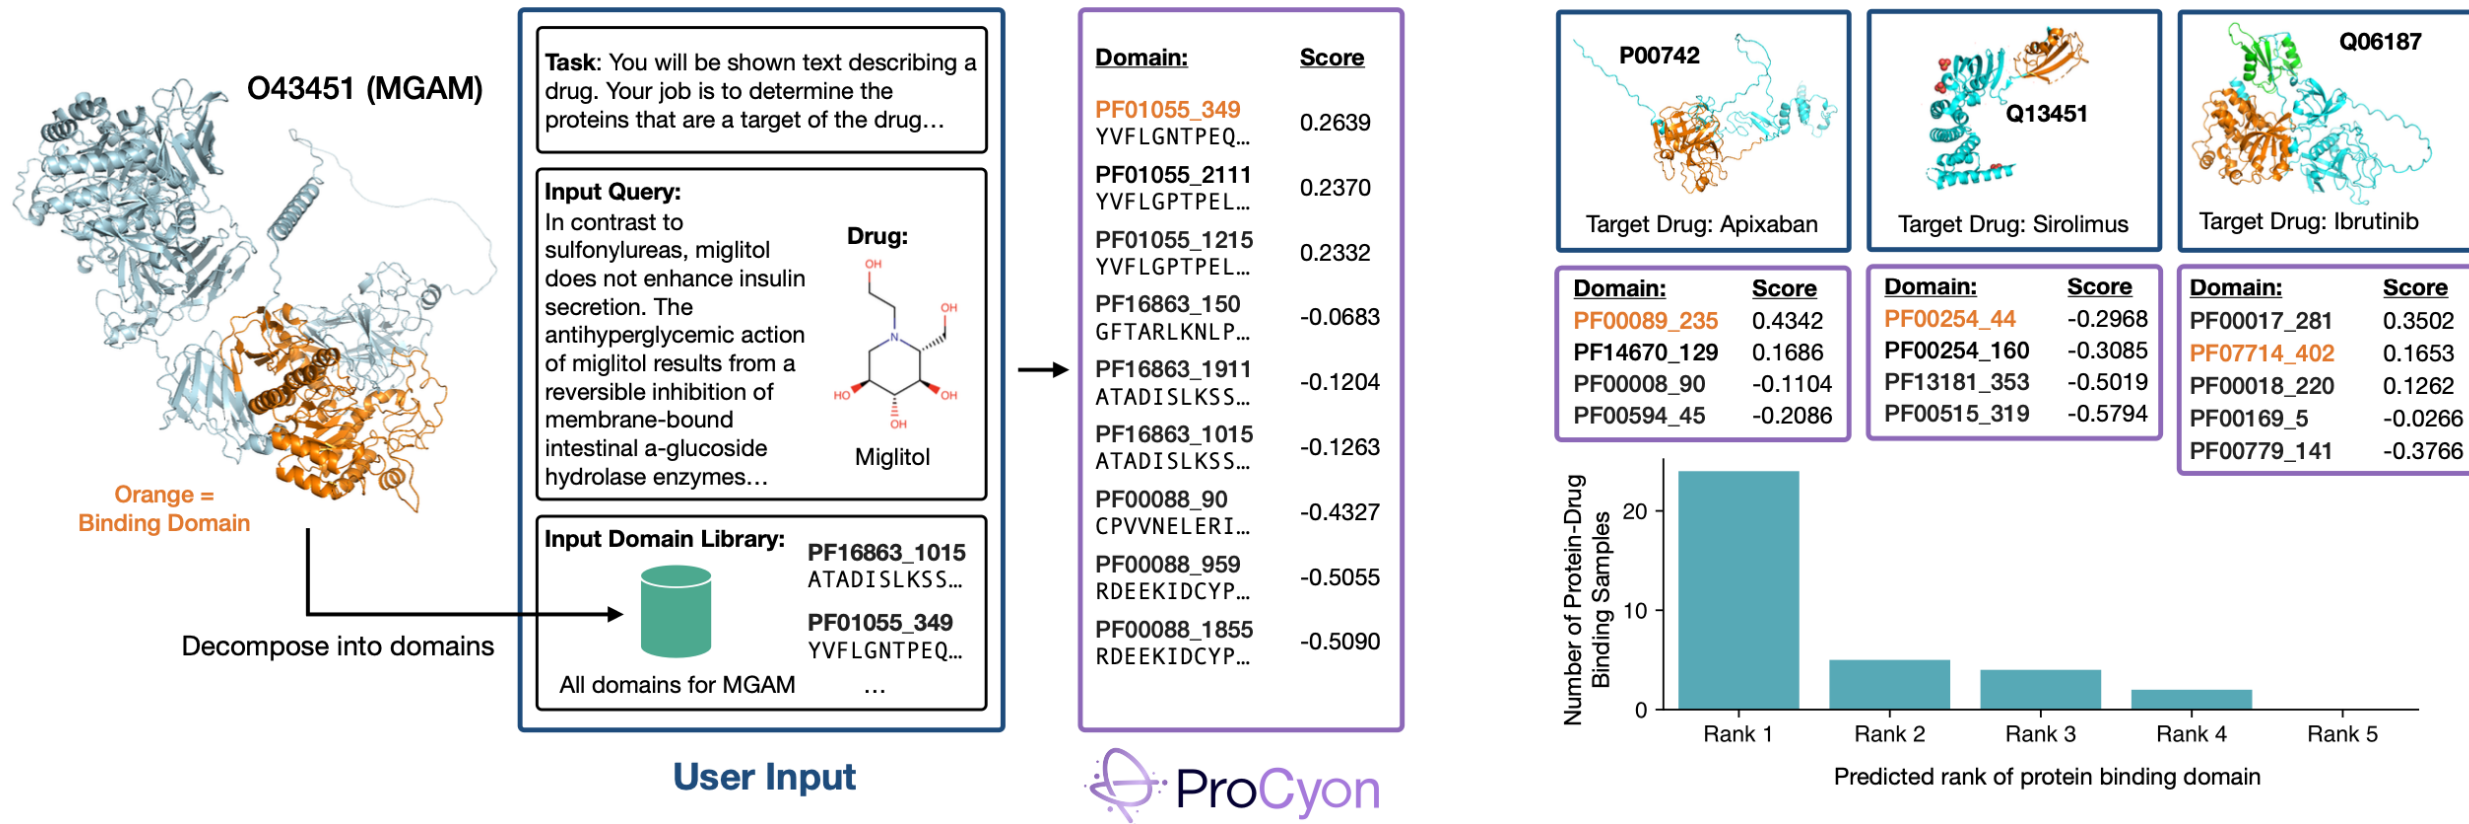 O43451 (MGAM)
Orange =
Binding Domain
Decompose into domains
Task: You will be shown text describing a
drug. Your job is to determine the
proteins that are a target of the drug...
Input Query:
In contrast to
sulfonylureas, miglitol
does not enhance insulin
secretion. The
antihyperglycemic action
of miglitol results from a
reversible inhibition of
membrane-bound
intestinal a-glucoside
hydrolase enzymes...
Drug:
OH
OH
N
HO
OH
OH
Miglitol
Input Domain Library:
PF16863_1015
ATADISLKSS...
PF01055_349
YVFLGNTPEQ...
...
All domains for MGAM
User Input
Domain: Score
PF01055_349
YVFLGNTPEQ...
0.2639
PF01055_2111
YVFLGPTPEL...
0.2370
PF01055_1215
YVFLGPTPEL...
0.2332
PF16863_150
GFTARLKNLP...
-0.0683
PF16863_1911
ATADISLKSS...
-0.1204
PF16863_1015
ATADISLKSS...
-0.1263
PF00088_90
CPVVNELERI...
-0.4327
PF00088_959
RDEEKIDCYP...
-0.5055
PF00088_1855
RDEEKIDCYP...
-0.5090
ProCyon
P00742
Target Drug: Apixaban
Q13451
Target Drug: Sirolimus
Q06187
Target Drug: Ibrutinib
Domain: Score
PF00089_235 0.4342
PF14670_129 0.1686
PF00008_90 -0.1104
PF00594_45 -0.2086
Domain: Score
PF00254_44 -0.2968
PF00254_160 -0.3085
PF13181_353 -0.5019
PF00515_319 -0.5794
Domain: Score
PF00017_281 0.3502
PF07714_402 0.1653
PF00018_220 0.1262
PF00169_5 -0.0266
PF00779_141 -0.3766
Number of Protein-Drug
Binding Samples
20
10
0
Rank 1 Rank 2 Rank 3 Rank 4 Rank 5
Predicted rank of protein binding domain